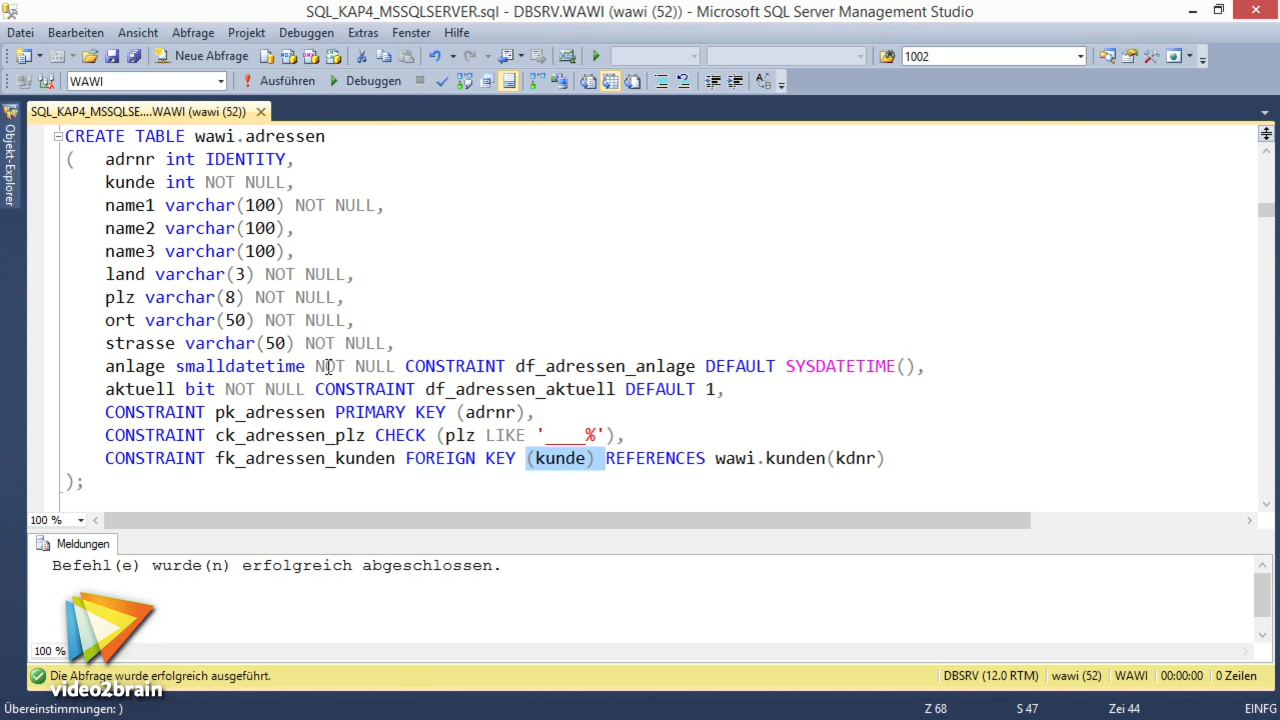 SQL_KAP4_MSSQLSERVER.sql - DBSRV.WAWI (wawi (52)) - Microsoft SQL Server Management Studio
Datei Bearbeiten Ansicht Abfrage Projekt Debuggen Extras Fenster Hilfe
Neue Abfrage 1002
WAWI Ausführen Debuggen
SQL_KAP4_MSSQLSE....WAWI (wawi (52))
Objekt-Explorer
CREATE TABLE wawi.adressen
( adrnr int IDENTITY,
kunde int NOT NULL,
name1 varchar(100) NOT NULL,
name2 varchar(100),
name3 varchar(100),
land varchar(3) NOT NULL,
plz varchar(8) NOT NULL,
ort varchar(50) NOT NULL,
strasse varchar(50) NOT NULL,
anlage smalldatetime NOT NULL CONSTRAINT df_adressen_anlage DEFAULT SYSDATETIME(),
aktuell bit NOT NULL CONSTRAINT df_adressen_aktuell DEFAULT 1,
CONSTRAINT pk_adressen PRIMARY KEY (adrnr),
CONSTRAINT ck_adressen_plz CHECK (plz LIKE '____%'),
CONSTRAINT fk_adressen_kunden FOREIGN KEY (kunde) REFERENCES wawi.kunden(kdnr)
);
100 %
Meldungen
Befehl(e) wurde(n) erfolgreich abgeschlossen.
100 %
Die Abfrage wurde erfolgreich ausgeführt. DBSRV (12.0 RTM) wawi (52) WAWI 00:00:00 0 Zeilen
video2brain
Übereinstimmungen: ) Z 68 S 47 Zei 44 EINFG